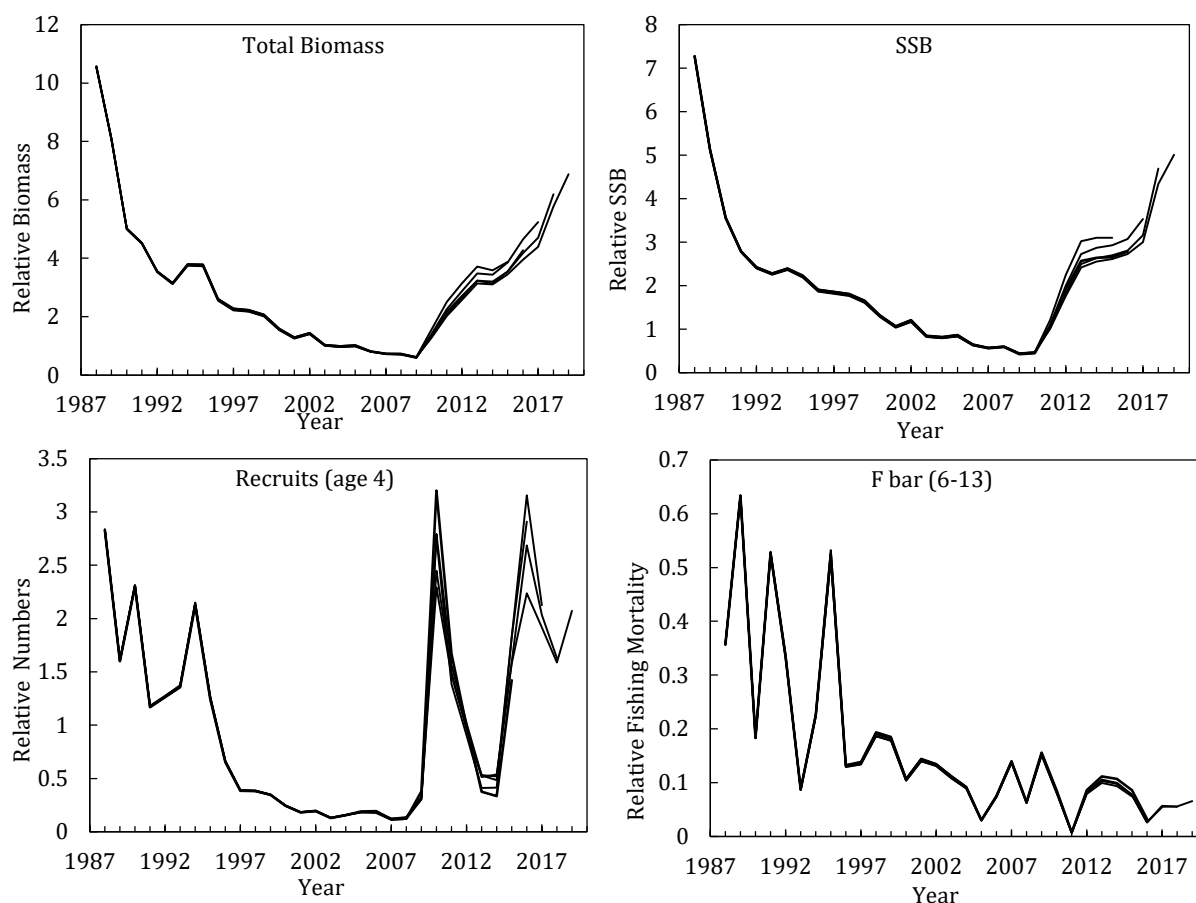 Total Biomass
12
10
8
6
4
2
0
Relative Biomass
1987 1992 1997 2002 2007 2012 2017
Year
SSB
8
7
6
5
4
3
2
1
0
Relative SSB
1987 1992 1997 2002 2007 2012 2017
Year
Recruits (age 4)
3.5
3
2.5
2
1.5
1
0.5
0
Relative Numbers
1987 1992 1997 2002 2007 2012 2017
Year
F bar (6-13)
0.7
0.6
0.5
0.4
0.3
0.2
0.1
0
Relative Fishing Mortality
1987 1992 1997 2002 2007 2012 2017
Year